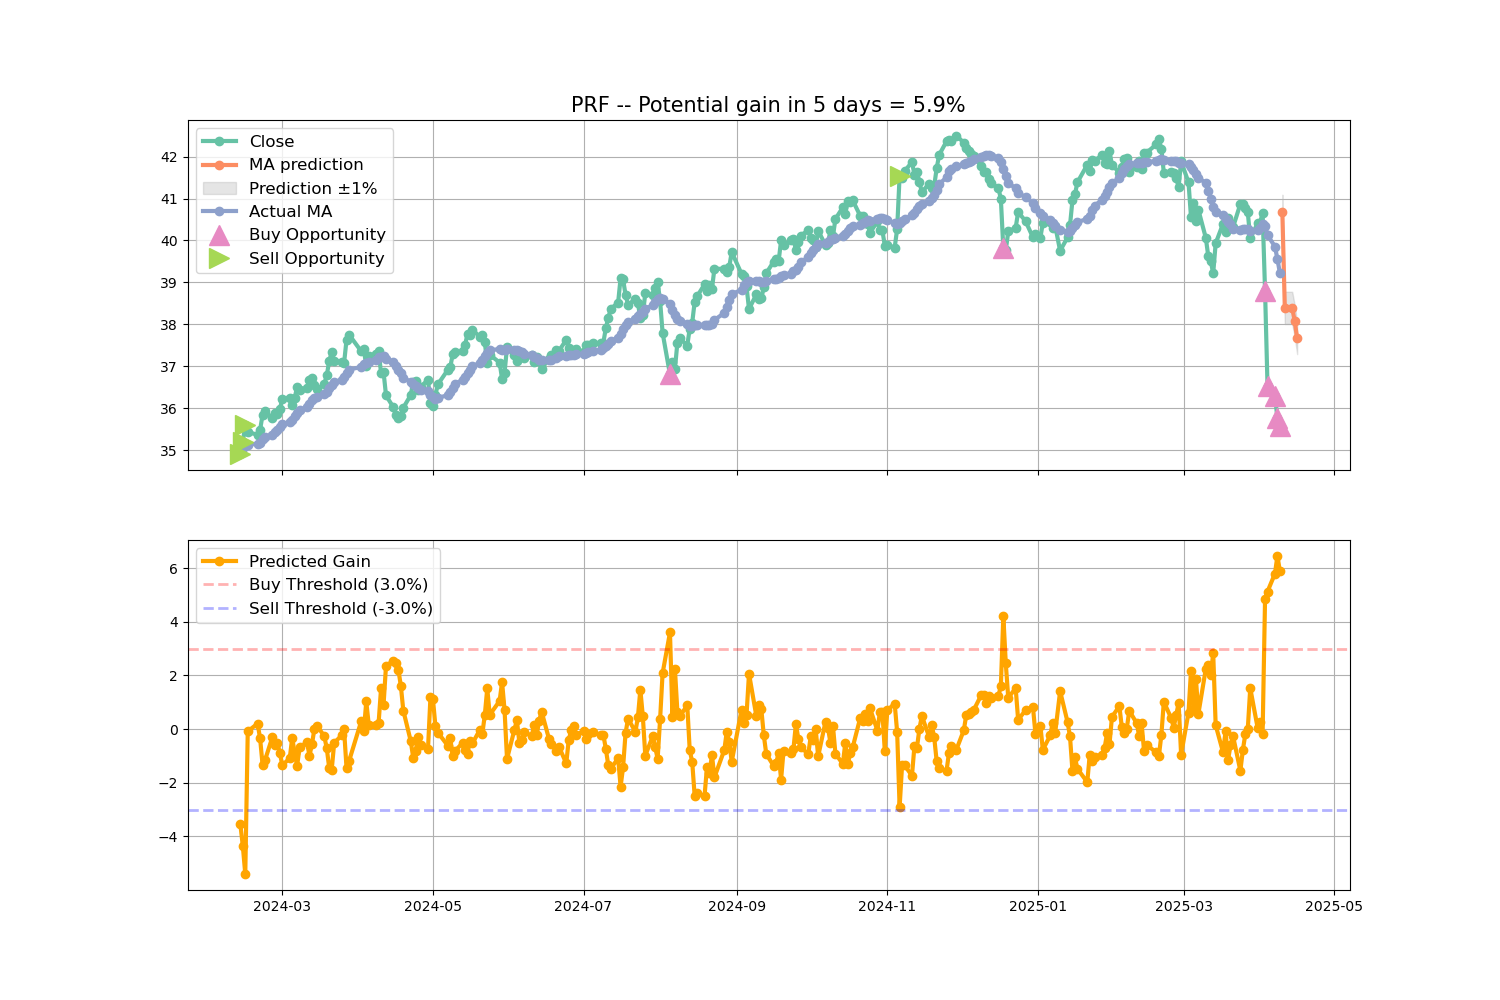 PRF -- Potential gain in 5 days = 5.9%
Close
MA prediction
Prediction ±1%
Actual MA
Buy Opportunity
Sell Opportunity
42
41
40
39
38
37
36
35
Predicted Gain
Buy Threshold (3.0%)
Sell Threshold (-3.0%)
6
4
2
0
−2
−4
2024-03 2024-05 2024-07 2024-09 2024-11 2025-01 2025-03 2025-05